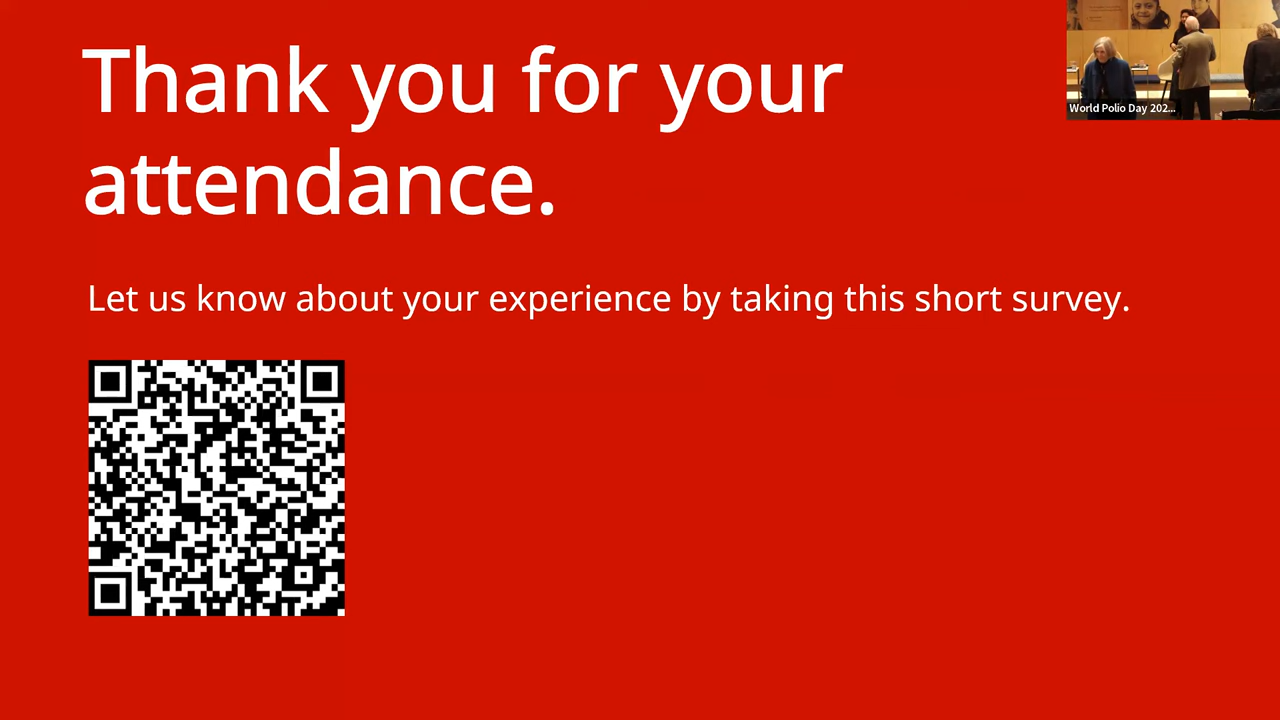 Thank you for your
attendance.
Let us know about your experience by taking this short survey.
World Polio Day 202...